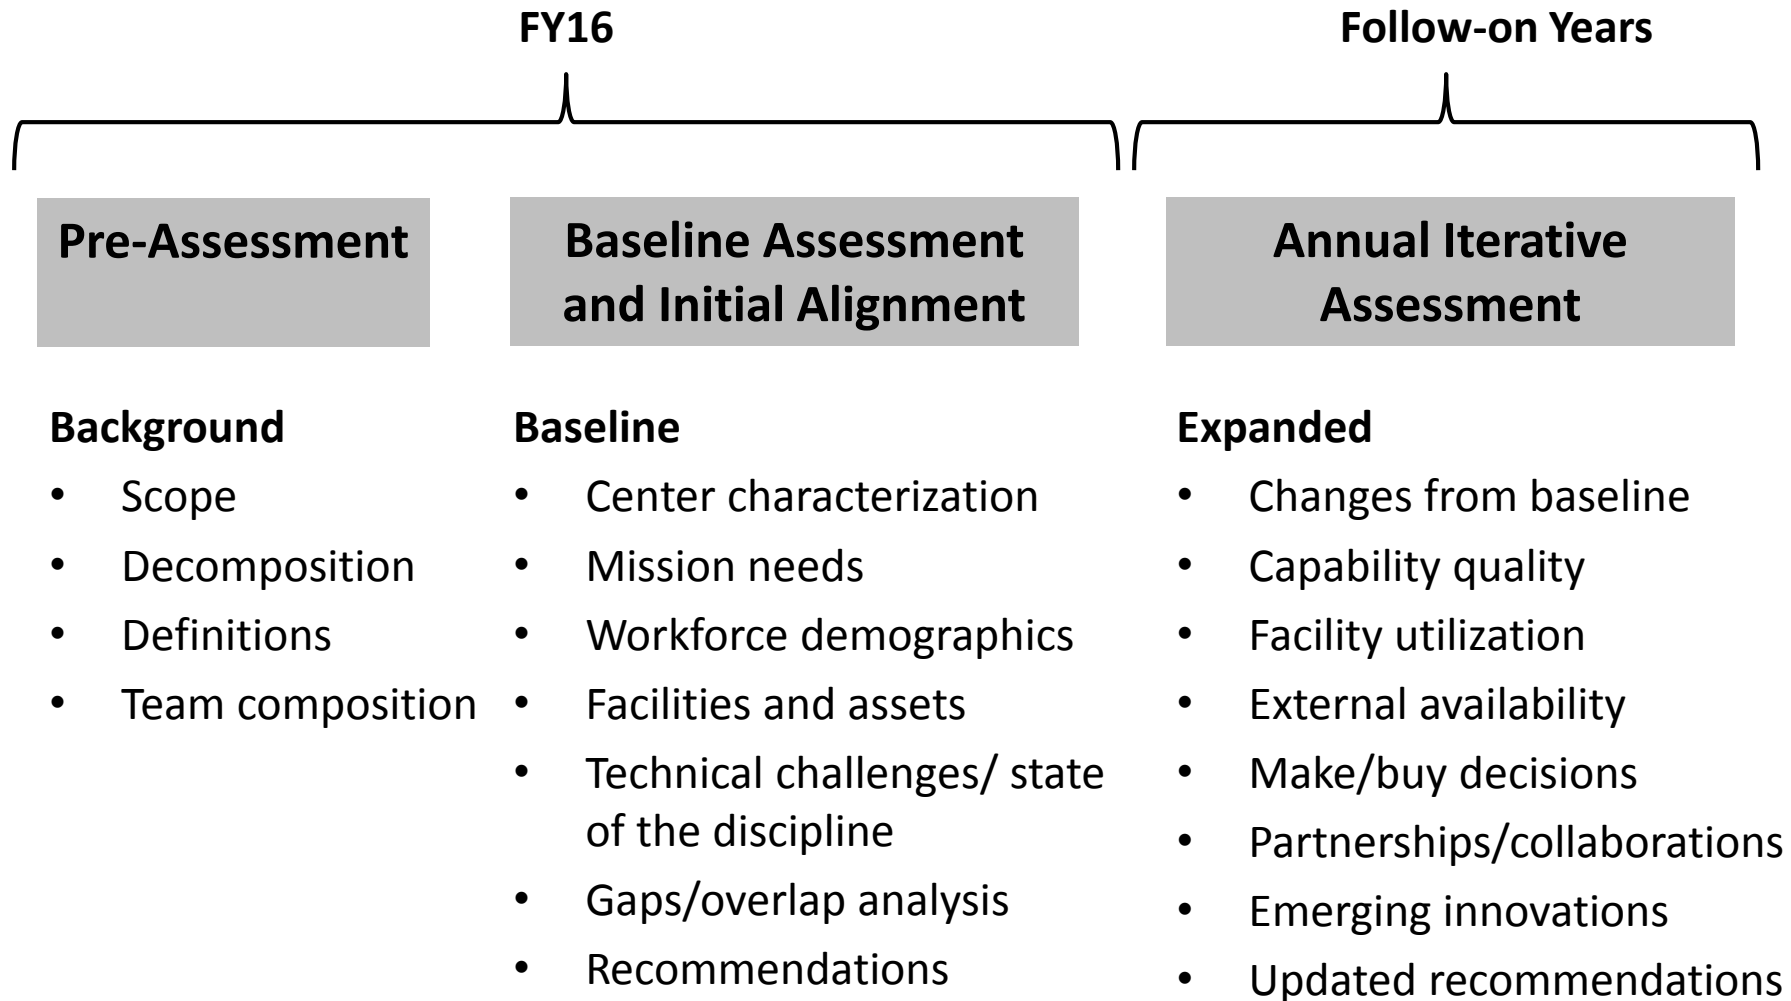 FY16
Follow-on Years
Pre-Assessment
Baseline Assessment
and Initial Alignment
Annual Iterative
Assessment
Background
• Scope
• Decomposition
• Definitions
• Team composition
Baseline
• Center characterization
• Mission needs
• Workforce demographics
• Facilities and assets
• Technical challenges/ state
of the discipline
• Gaps/overlap analysis
• Recommendations
Expanded
• Changes from baseline
• Capability quality
• Facility utilization
• External availability
• Make/buy decisions
• Partnerships/collaborations
• Emerging innovations
• Updated recommendations